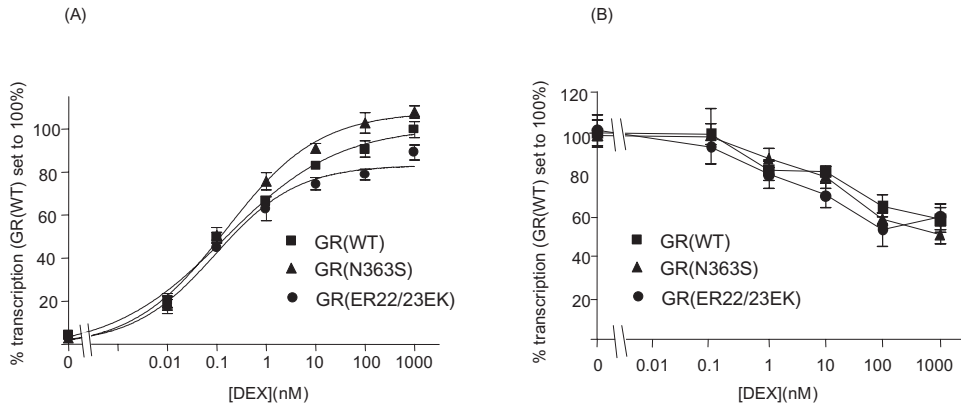 (A)
% transcription (GR(WT) set to 100%)
100
80
60
40
20
GR(WT)
GR(N363S)
GR(ER22/23EK)
0
0.01
0.1
1
10
100
1000
[DEX](nM)
(B)
% transcription (GR(WT) set to 100%)
120
100
80
60
40
20
GR(WT)
GR(N363S)
GR(ER22/23EK)
0
0.01
0.1
1
10
100
1000
[DEX](nM)